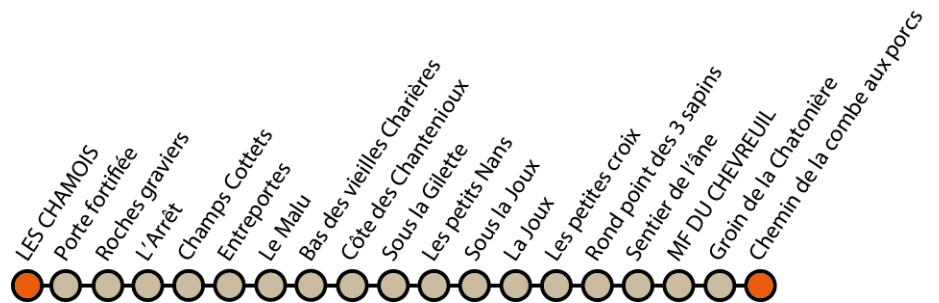 LES CHAMOIS
Porte fortifiée
Roches graviers
L'Arrêt
Champs Cottets
Entreportes
Le Malu
Bas des vieilles Charières
Côte des Chantenioux
Sous la Gilette
Les petits Nans
Sous la Joux
La Joux
Les petites croix
Rond point des 3 sapins
Sentier de l'âne
MF DU CHEVREUIL
Groin de la Chatonière
Chemin de la combe aux porcs